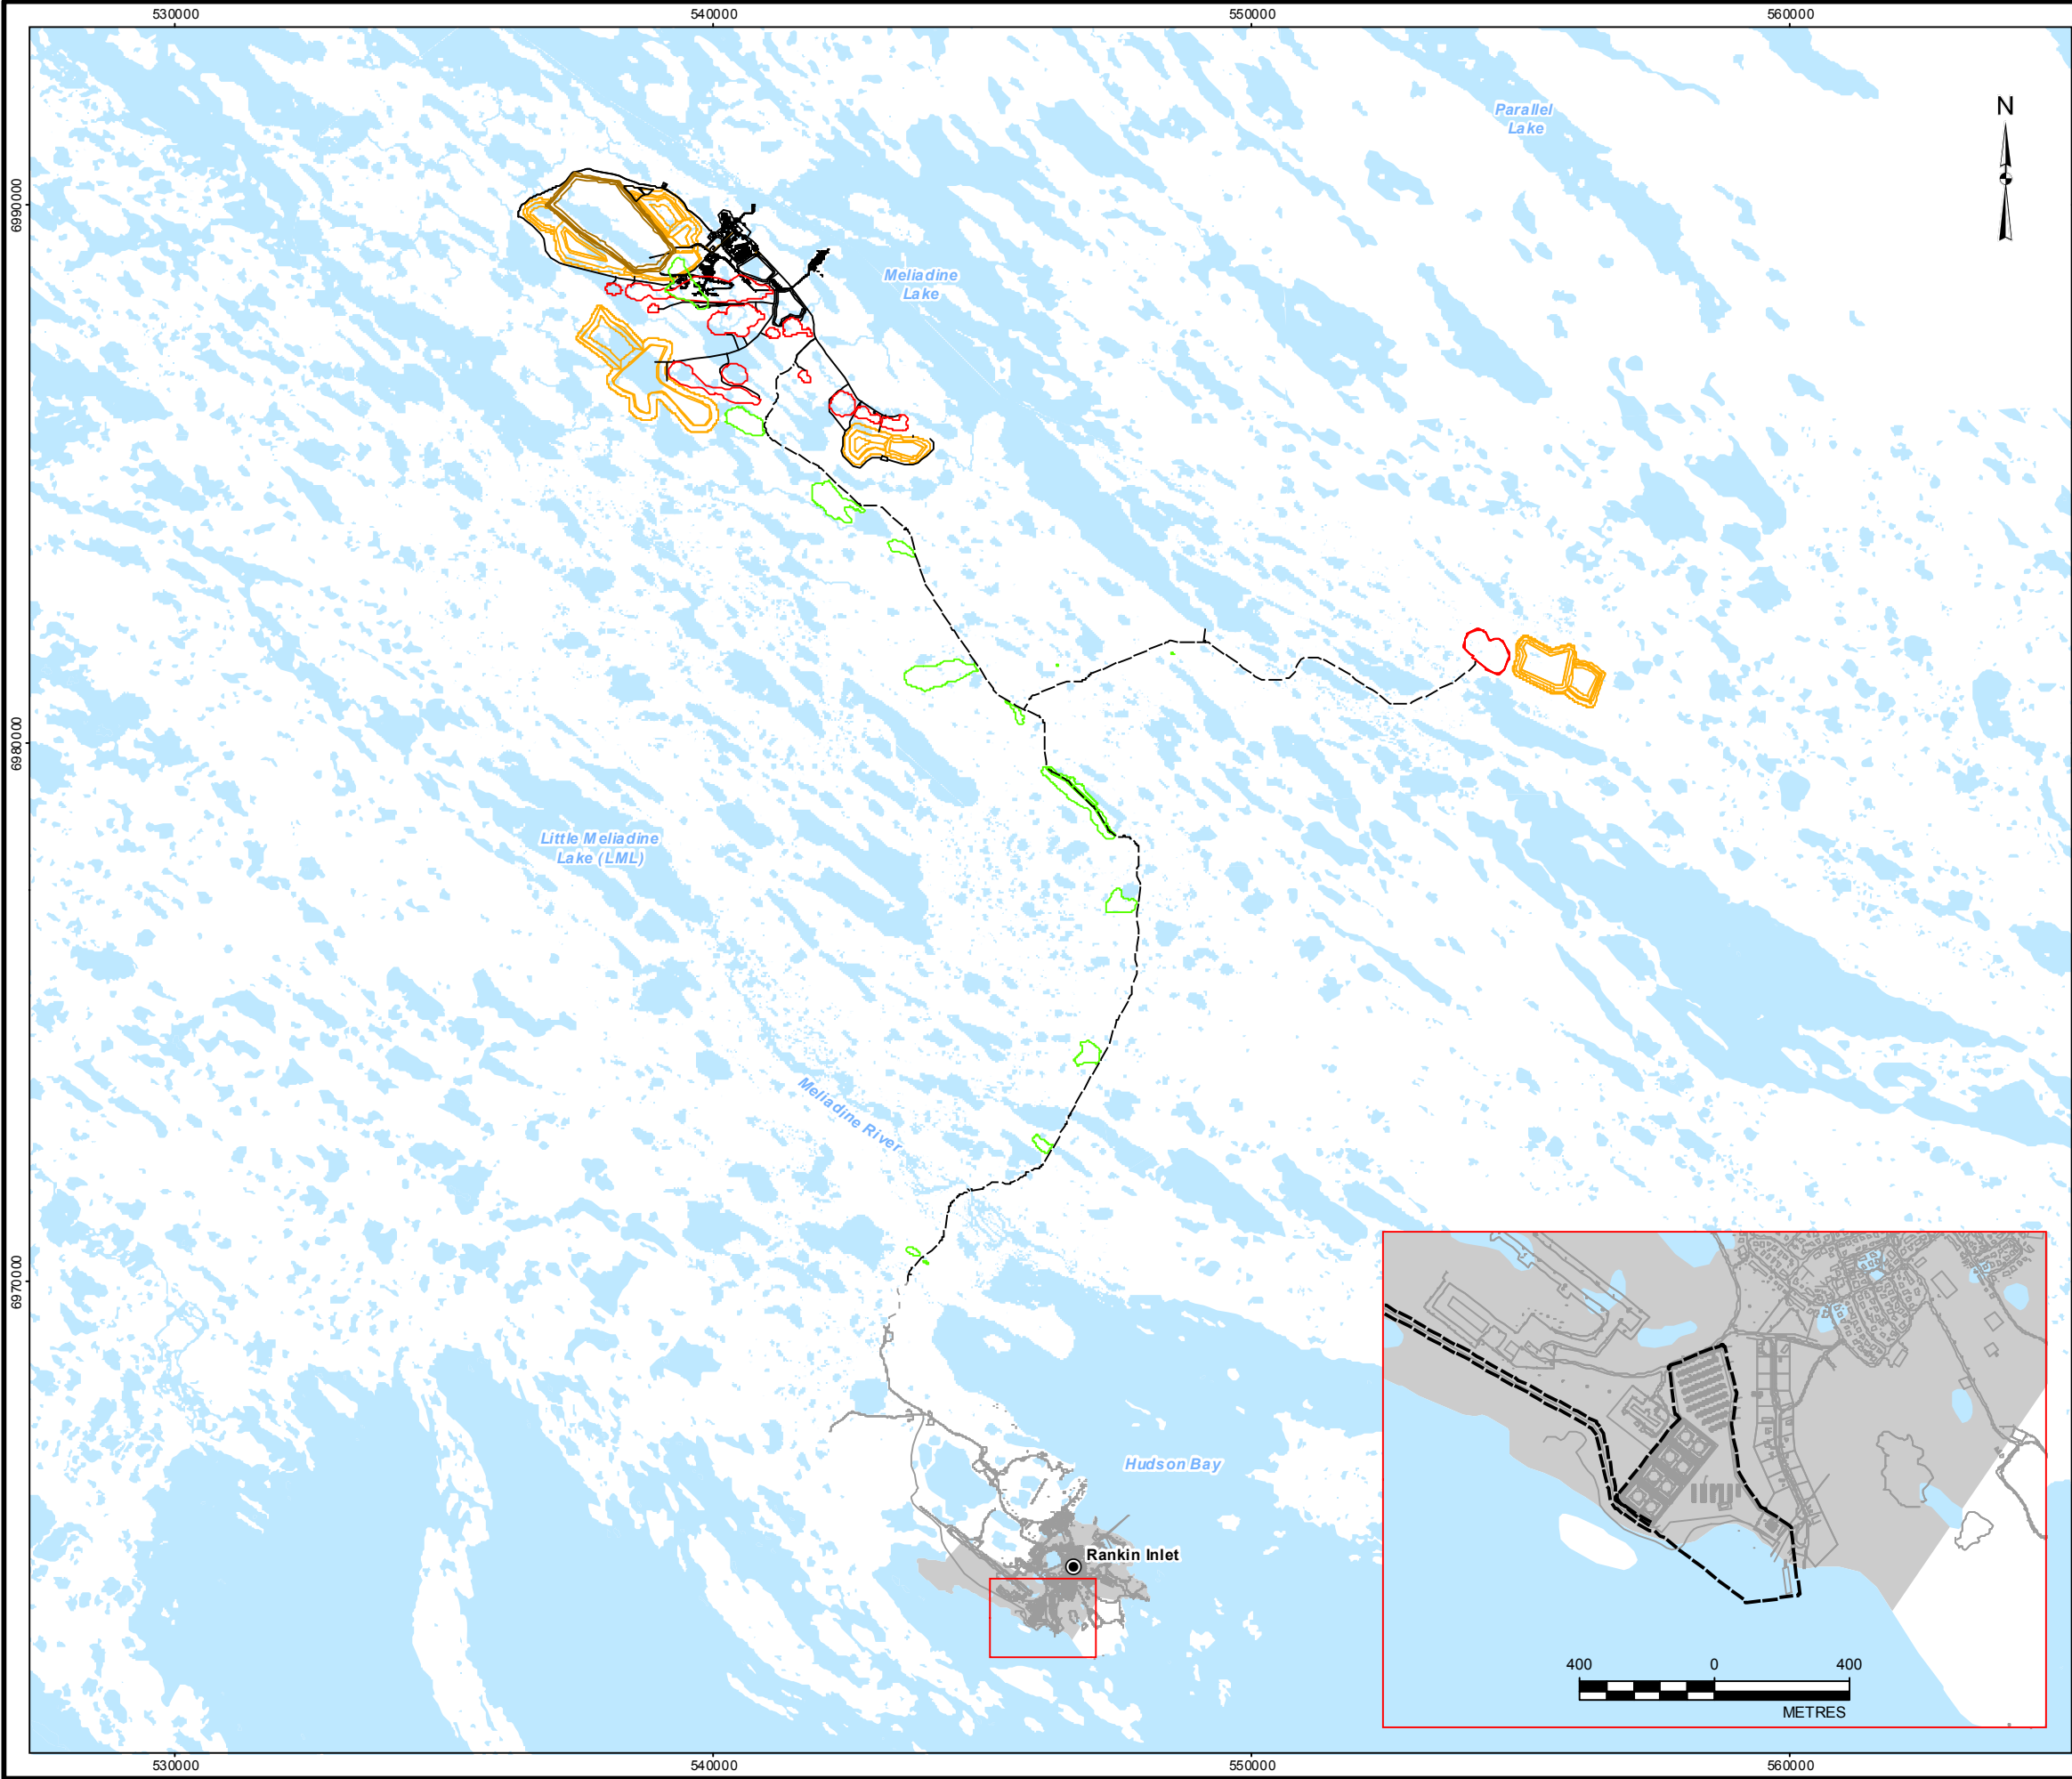 530000
540000
550000
560000
Parallel
Lake
N
6990000
Meliadine
Lake
6980000
Little Meliadine
Lake (LML)
Meliadine River
6970000
Hudson Bay
Rankin Inlet
400
0
400
METRES
530000
540000
550000
560000